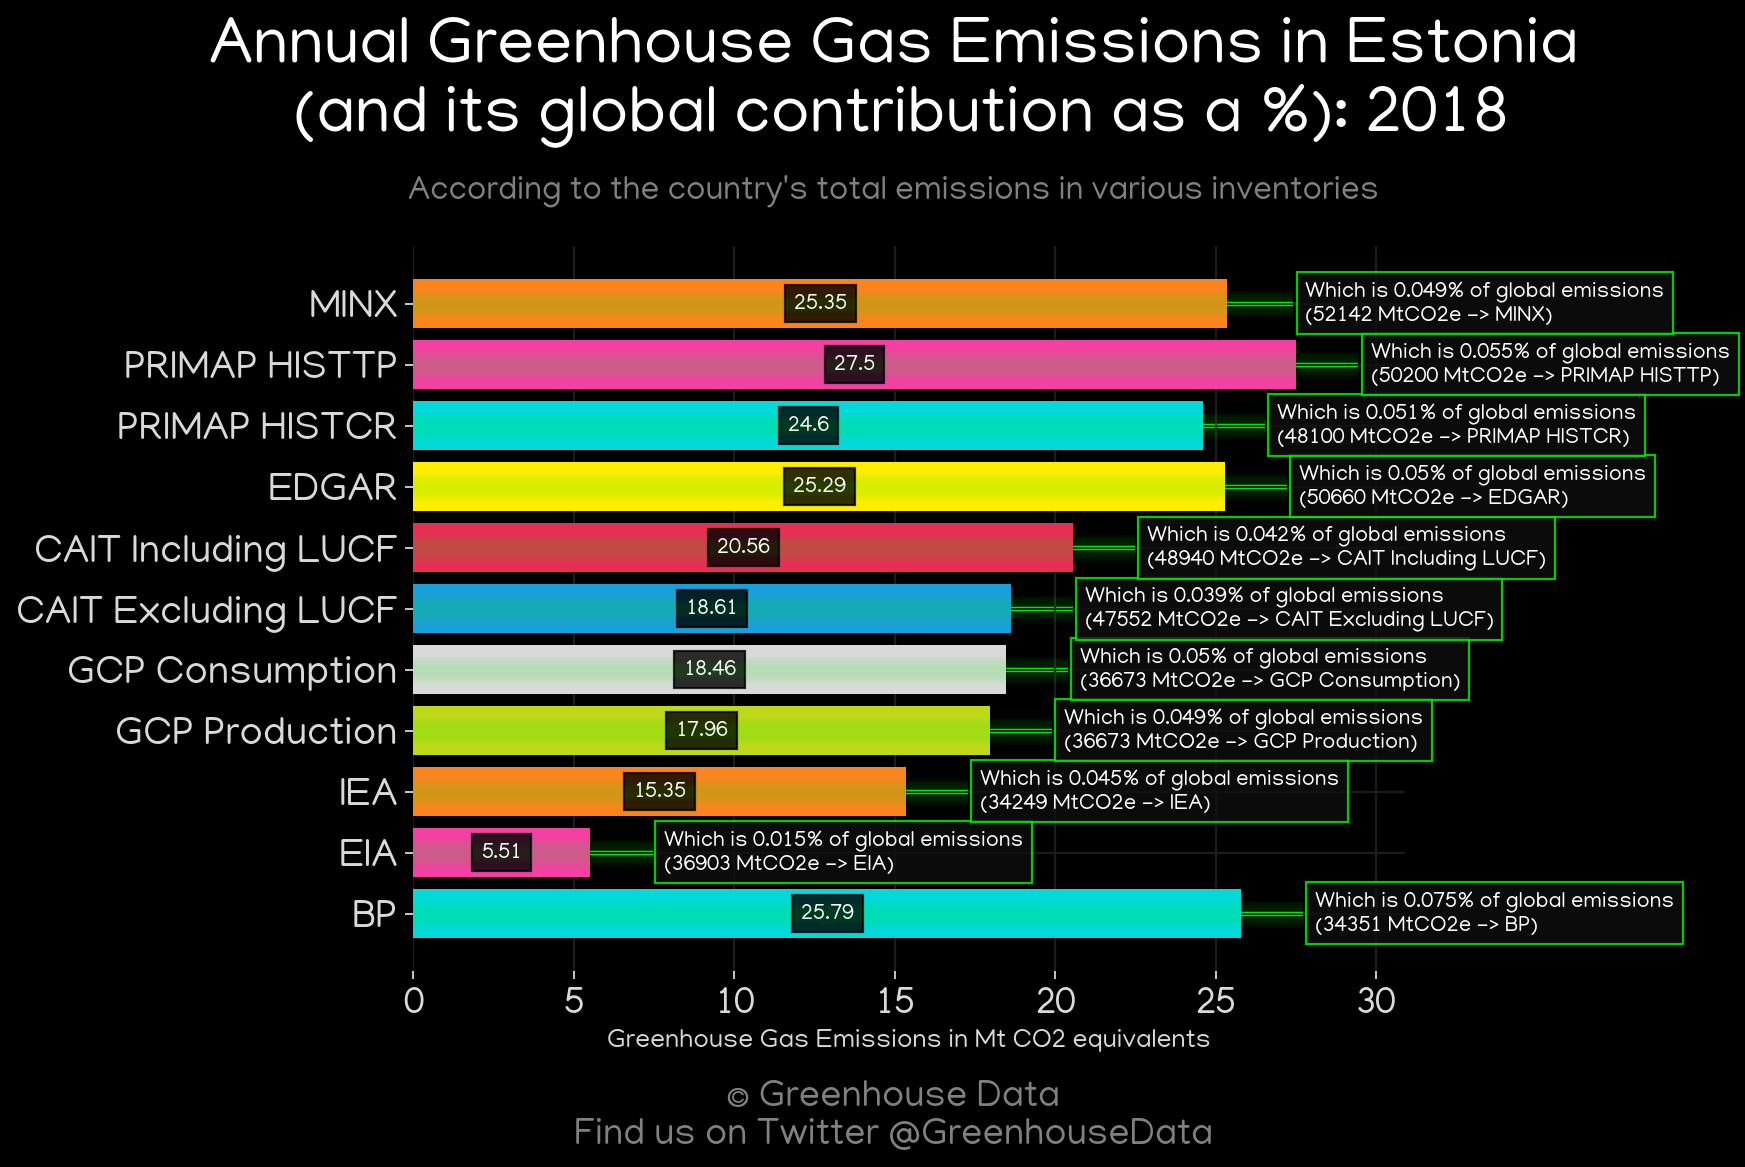 Annual Greenhouse Gas Emissions in Estonia
(and its global contribution as a %): 2018
According to the country's total emissions in various inventories
MINX
25.35
Which is 0.049% of global emissions
(52142 MtCO2e -> MINX)
PRIMAP HISTTP
27.5
Which is 0.055% of global emissions
(50200 MtCO2e -> PRIMAP HISTTP)
PRIMAP HISTCR
24.6
Which is 0.051% of global emissions
(48100 MtCO2e -> PRIMAP HISTCR)
EDGAR
25.29
Which is 0.05% of global emissions
(50660 MtCO2e -> EDGAR)
CAIT Including LUCF
20.56
Which is 0.042% of global emissions
(48940 MtCO2e -> CAIT Including LUCF)
CAIT Excluding LUCF
18.61
Which is 0.039% of global emissions
(47552 MtCO2e -> CAIT Excluding LUCF)
GCP Consumption
18.46
Which is 0.05% of global emissions
(36673 MtCO2e -> GCP Consumption)
GCP Production
17.96
Which is 0.049% of global emissions
(36673 MtCO2e -> GCP Production)
IEA
15.35
Which is 0.045% of global emissions
(34249 MtCO2e -> IEA)
EIA
5.51
Which is 0.015% of global emissions
(36903 MtCO2e -> EIA)
BP
25.79
Which is 0.075% of global emissions
(34351 MtCO2e -> BP)
0 5 10 15 20 25 30
Greenhouse Gas Emissions in Mt CO2 equivalents
© Greenhouse Data
Find us on Twitter @GreenhouseData